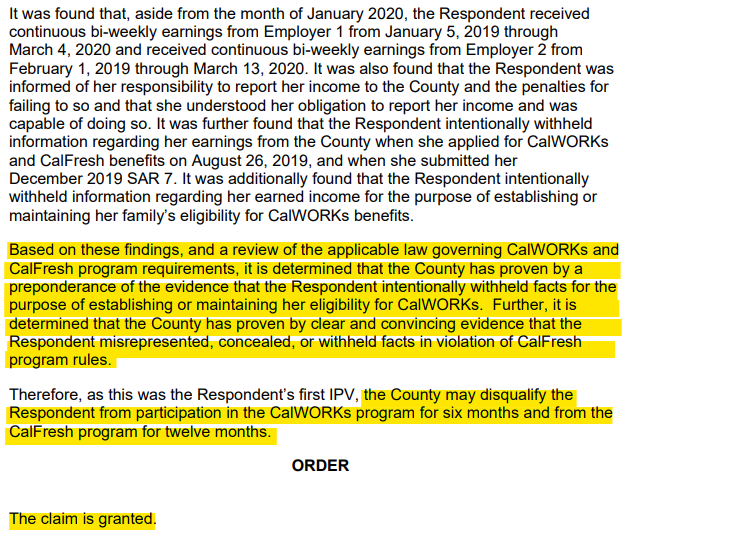 It was found that, aside from the month of January 2020, the Respondent received
continuous bi-weekly earnings from Employer 1 from January 5, 2019 through
March 4, 2020 and received continuous bi-weekly earnings from Employer 2 from
February 1, 2019 through March 13, 2020. It was also found that the Respondent was
informed of her responsibility to report her income to the County and the penalties for
failing to so and that she understood her obligation to report her income and was
capable of doing so. It was further found that the Respondent intentionally withheld
information regarding her earnings from the County when she applied for CalWORKs
and CalFresh benefits on August 26, 2019, and when she submitted her
December 2019 SAR 7. It was additionally found that the Respondent intentionally
withheld information regarding her earned income for the purpose of establishing or
maintaining her family's eligibility for CalWORKs benefits.
Based on these findings, and a review of the applicable law governing CalWORKs and
CalFresh program requirements, it is determined that the County has proven by a
preponderance of the evidence that the Respondent intentionally withheld facts for the
purpose of establishing or maintaining her eligibility for CalWORKs. Further, it is
determined that the County has proven by clear and convincing evidence that the
Respondent misrepresented, concealed, or withheld facts in violation of CalFresh
program rules.
Therefore, as this was the Respondent's first IPV, the County may disqualify the
Respondent from participation in the CalWORKs program for six months and from the
CalFresh program for twelve months.
ORDER
The claim is granted.